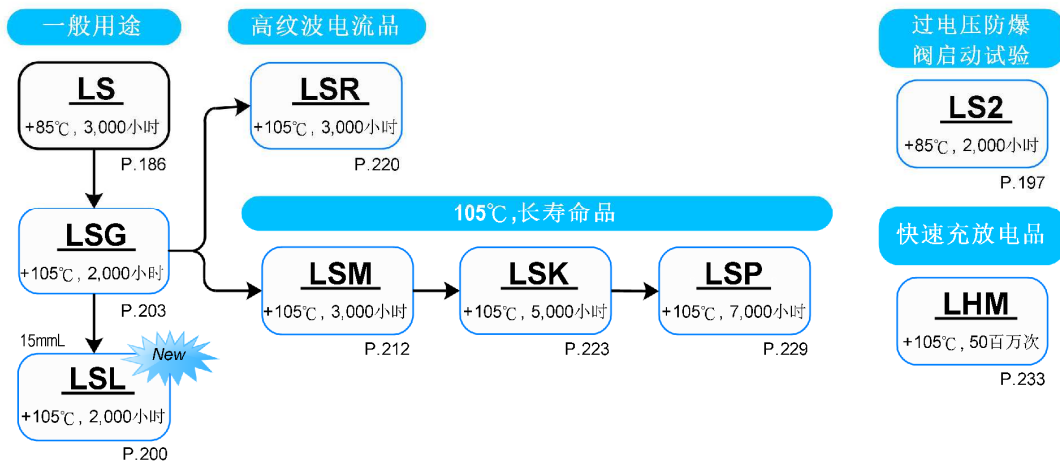 一般用途
LS
+85℃, 3,000小时
P.186
LSG
+105℃, 2,000小时
P.203
15mmL
New
LSL
+105℃, 2,000小时
P.200
高纹波电流品
LSR
+105℃, 3,000小时
P.220
105℃,长寿命品
LSM
+105℃, 3,000小时
P.212
LSK
+105℃, 5,000小时
P.223
LSP
+105℃, 7,000小时
P.229
过电压防爆
阀启动试验
LS2
+85℃, 2,000小时
P.197
快速充放电品
LHM
+105℃, 50百万次
P.233